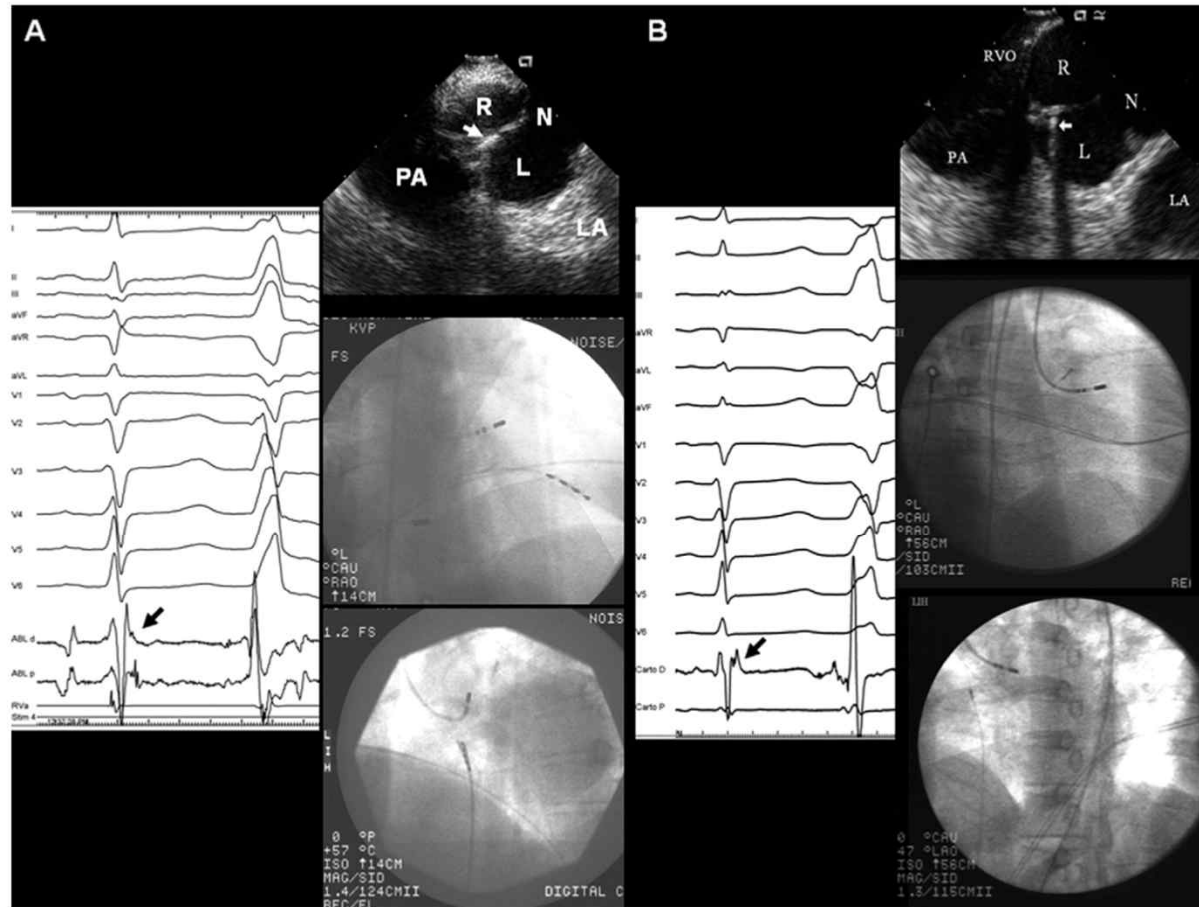 A
R
N
PA
L
LA
I
II
III
aVF
aVR
aVL
V1
V2
V3
V4
V5
V6
ABL d
ABL p
RVa
Stim 4
KVP
NOISE/
FS
°L
°CAU
°RAO
↑14CM
NOIS
1.2 FS
L
I
H
0 °P
+57 °C
ISO ↑14CM
MAG/SID
1.4/124CMII
DIGITAL C
B
RVO
R
N
L
PA
LA
I
II
III
aVR
aVL
aVF
V1
V2
V3
V4
V5
V6
Carto D
Carto P
H
°L
°CAU
°RAO
↑56CM
/SID
/103CMII
LIH
0 °CAU
47 °LAO
ISO ↑56CM
MAG/SID
1.3/115CMII